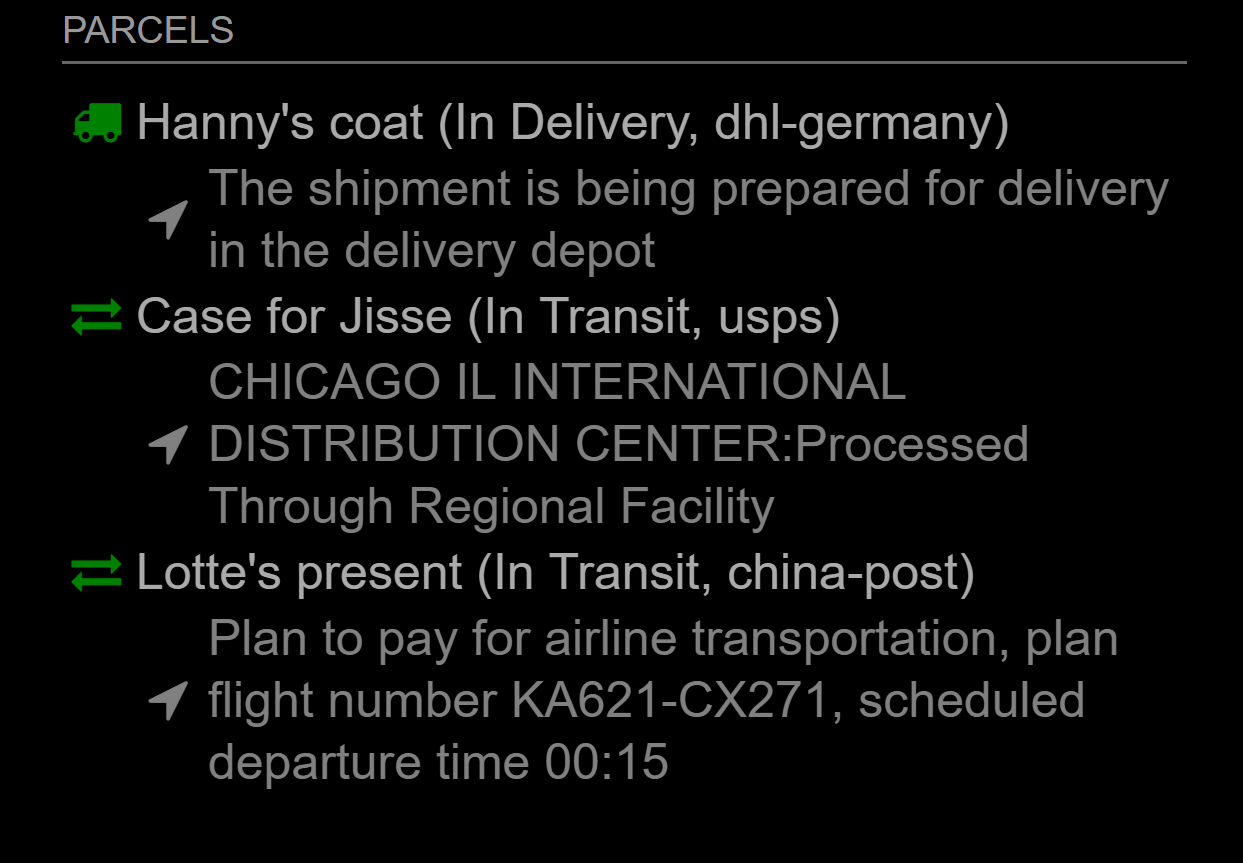 PARCELS
Hanny's coat (In Delivery, dhl-germany)
The shipment is being prepared for delivery
in the delivery depot
Case for Jisse (In Transit, usps)
CHICAGO IL INTERNATIONAL
DISTRIBUTION CENTER:Processed
Through Regional Facility
Lotte's present (In Transit, china-post)
Plan to pay for airline transportation, plan
flight number KA621-CX271, scheduled
departure time 00:15